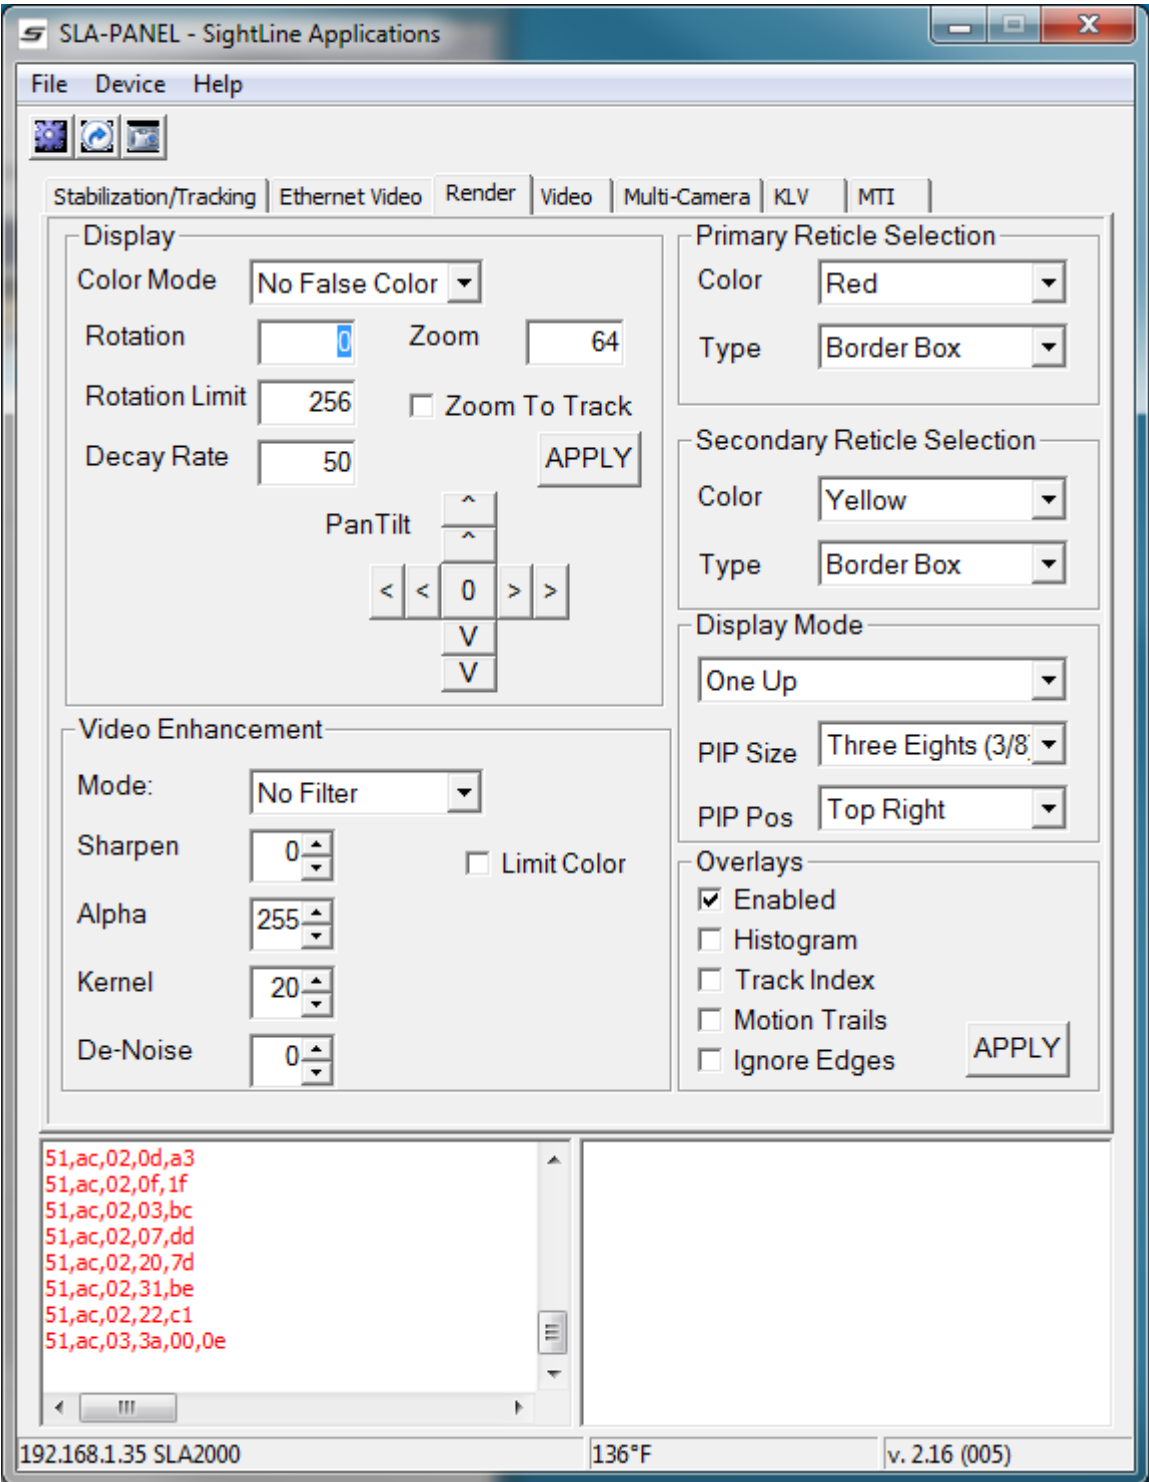 SLA-PANEL - SightLine Applications
File Device Help
Stabilization/Tracking Ethernet Video Render Video Multi-Camera KLV MTI
Display
Color Mode No False Color
Rotation 0 Zoom 64
Rotation Limit 256 Zoom To Track
Decay Rate 50 APPLY
PanTilt ^
^
< < 0 > >
V
V
Video Enhancement
Mode: No Filter
Sharpen 0 Limit Color
Alpha 255
Kernel 20
De-Noise 0
Primary Reticle Selection
Color Red
Type Border Box
Secondary Reticle Selection
Color Yellow
Type Border Box
Display Mode
One Up
PIP Size Three Eights (3/8)
PIP Pos Top Right
Overlays
Enabled
Histogram
Track Index
Motion Trails
Ignore Edges APPLY
51,ac,02,0d,a3
51,ac,02,0f,1f
51,ac,02,03,bc
51,ac,02,07,dd
51,ac,02,20,7d
51,ac,02,31,be
51,ac,02,22,c1
51,ac,03,3a,00,0e
192.168.1.35 SLA2000 136°F v. 2.16 (005)